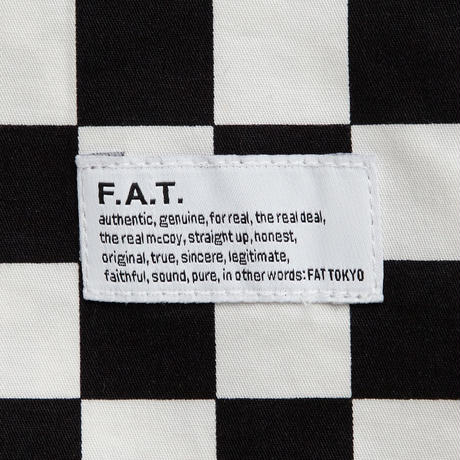 F.A.T.
authentic, genuine, for real, the real deal,
the real mccoy, straight up, honest,
original, true, sincere, legitimate,
faithful, sound, pure, in other words: FAT TOKYO